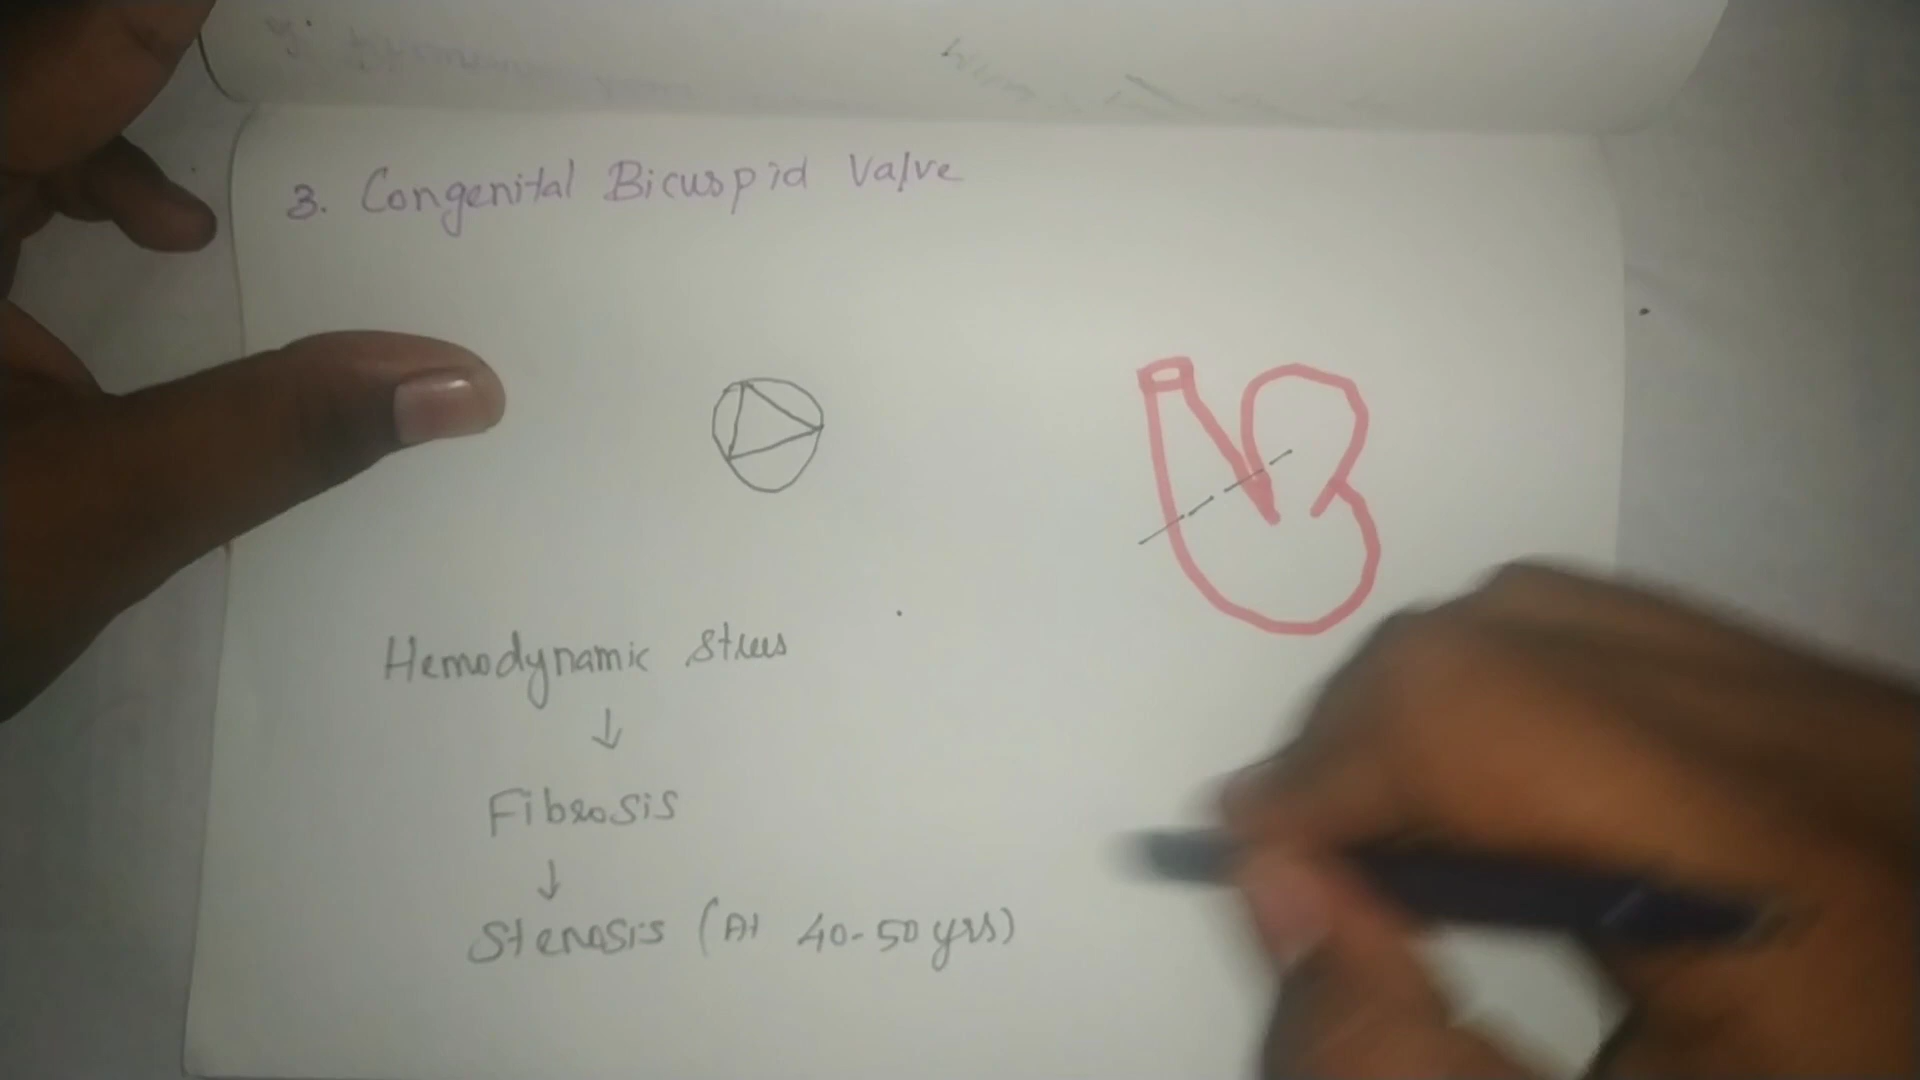 3. Congenital Bicuspid Valve
Hemodynamic stress
↓
Fibrosis
↓
Stenosis (At 40-50 yrs)